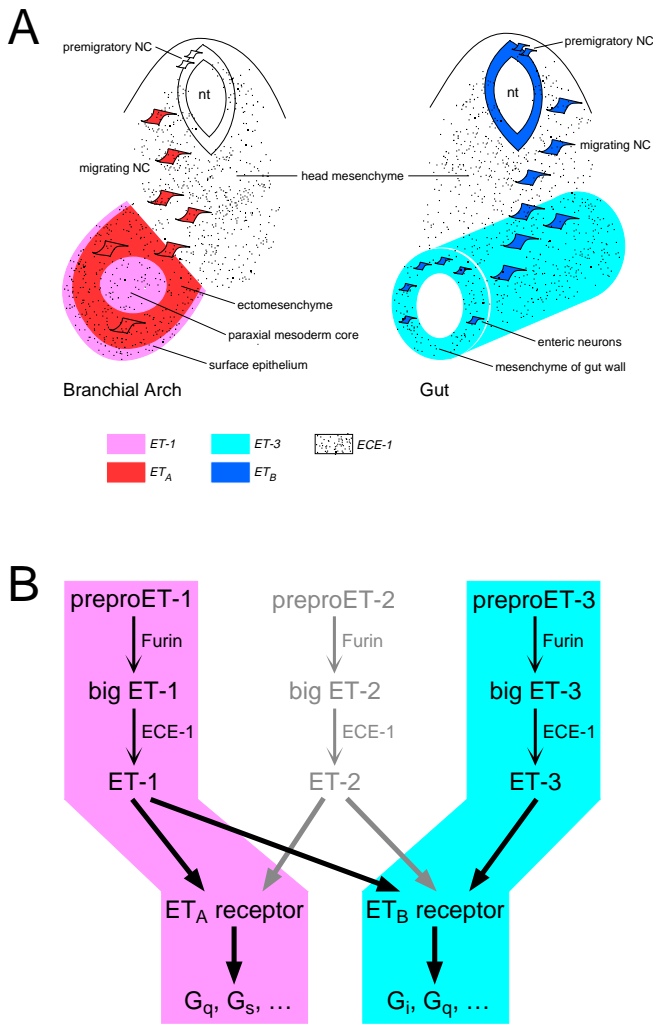 A
premigratory NC
premigratory NC
nt
nt
migrating NC
migrating NC
head mesenchyme
ectomesenchyme
paraxial mesoderm core
enteric neurons
surface epithelium
mesenchyme of gut wall
Branchial Arch
Gut
ET-1
ET-3
ECE-1
ETA
ETB
B
preproET-1
preproET-2
preproET-3
Furin
Furin
Furin
big ET-1
big ET-2
big ET-3
ECE-1
ECE-1
ECE-1
ET-1
ET-2
ET-3
ETA receptor
ETB receptor
Gq, Gs, ...
Gi, Gq, ...